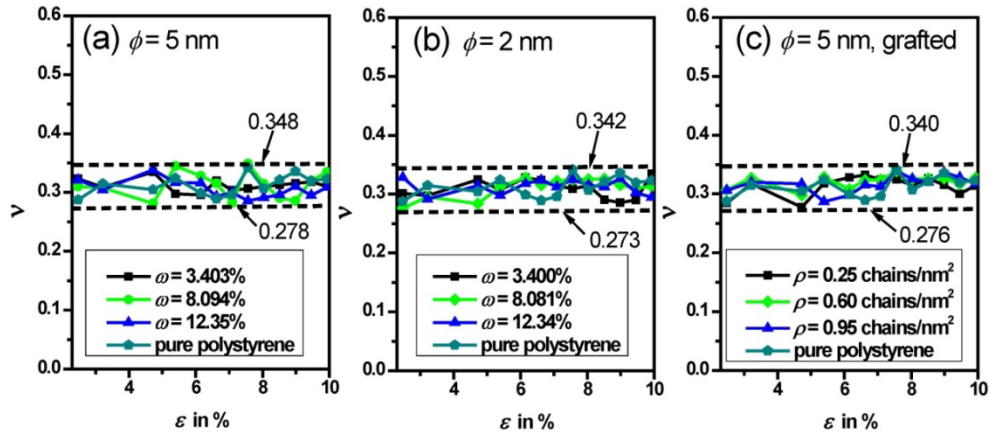 (a) ϕ = 5 nm
0.6
0.5
0.4
0.3
0.2
0.1
0.0
ν
0.348
0.278
ω = 3.403%
ω = 8.094%
ω = 12.35%
pure polystyrene
4 6 8 10
ε in %
(b) ϕ = 2 nm
0.6
0.5
0.4
0.3
0.2
0.1
0.0
ν
0.342
0.273
ω = 3.400%
ω = 8.081%
ω = 12.34%
pure polystyrene
4 6 8 10
ε in %
(c) ϕ = 5 nm, grafted
0.6
0.5
0.4
0.3
0.2
0.1
0.0
ν
0.340
0.276
ρ = 0.25 chains/nm²
ρ = 0.60 chains/nm²
ρ = 0.95 chains/nm²
pure polystyrene
4 6 8 10
ε in %